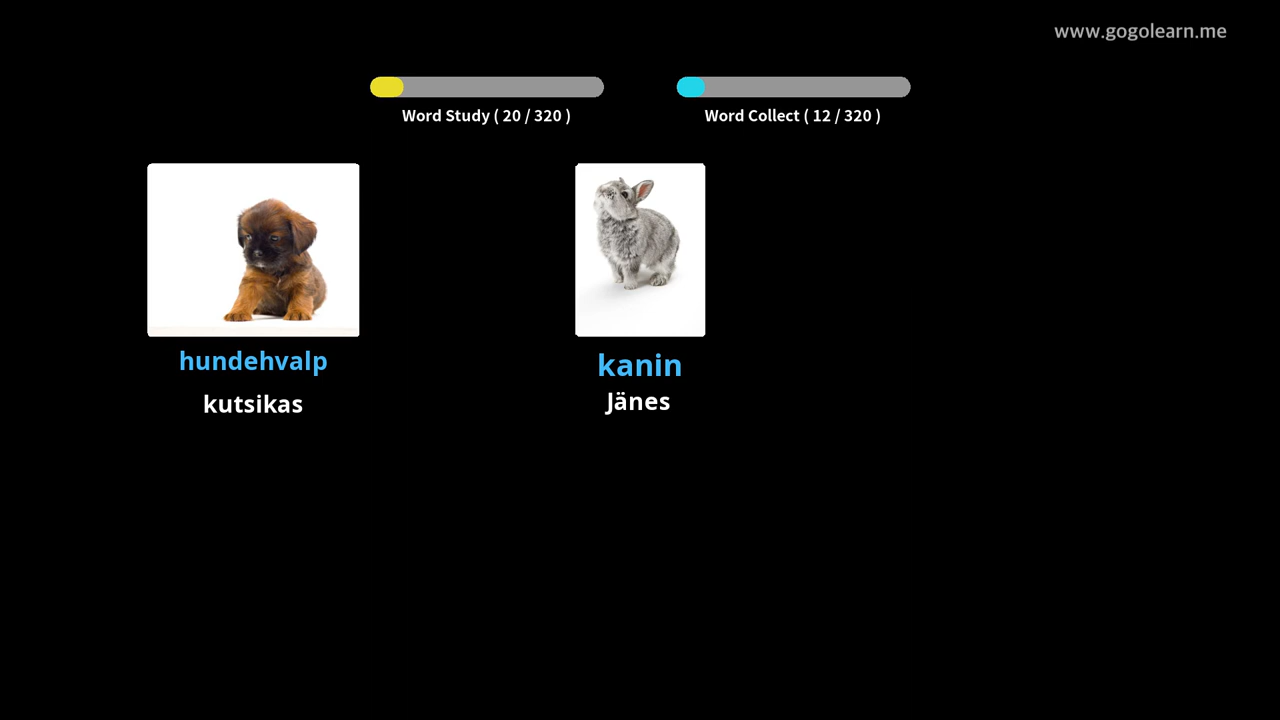 www.gogolearn.me
Word Study ( 20 / 320 )
Word Collect ( 12 / 320 )
hundehvalp
kutsikas
kanin
Jänes